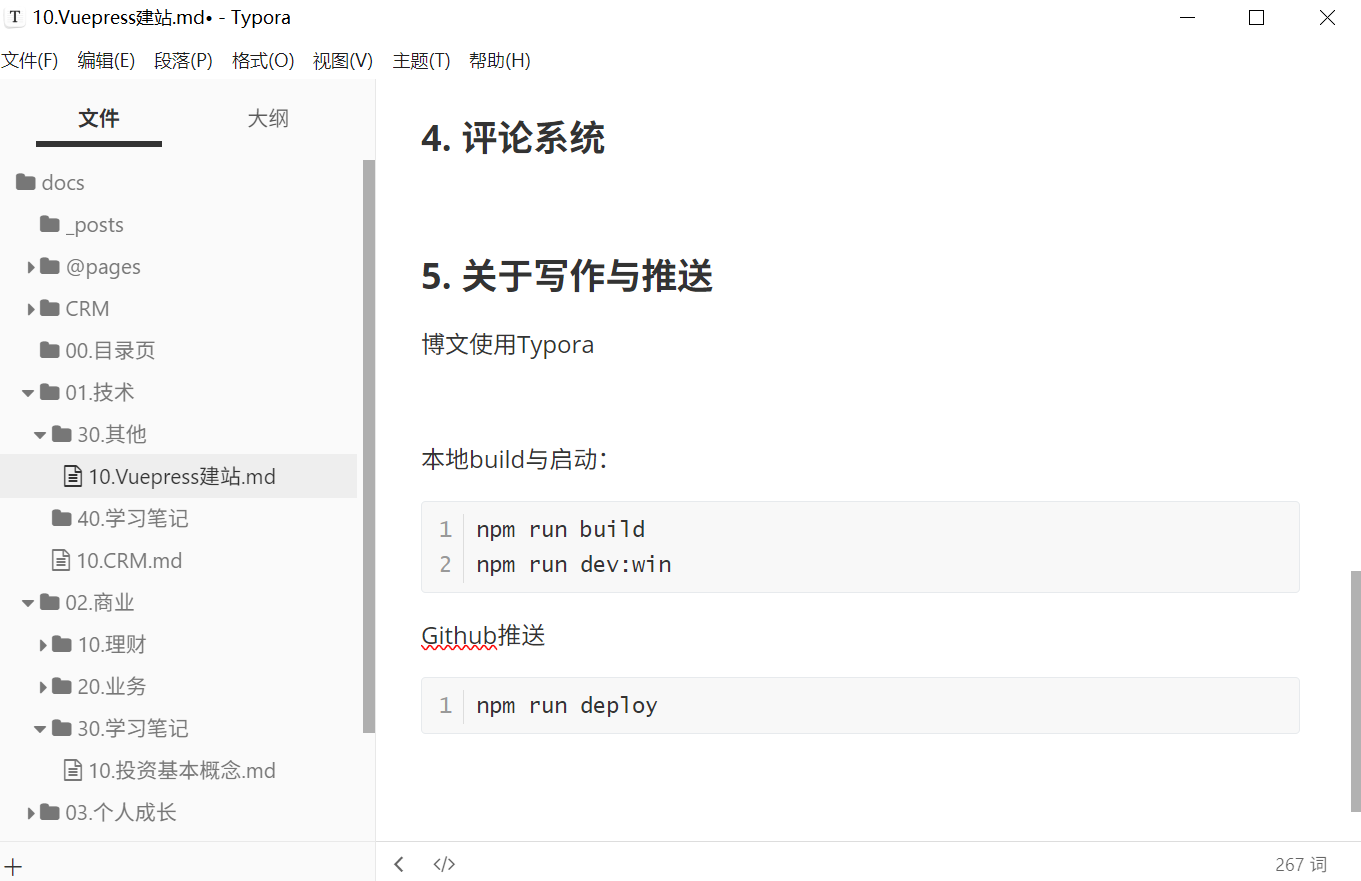 T 10.Vuepress建站.md• - Typora
文件(F) 编辑(E) 段落(P) 格式(O) 视图(V) 主题(T) 帮助(H)
文件 大纲
docs
_posts
@pages
CRM
00.目录页
01.技术
30.其他
10.Vuepress建站.md
40.学习笔记
10.CRM.md
02.商业
10.理财
20.业务
30.学习笔记
10.投资基本概念.md
03.个人成长
4. 评论系统
5. 关于写作与推送
博文使用Typora
本地build与启动：
1 npm run build
2 npm run dev:win
Github推送
1 npm run deploy
</> 267 词